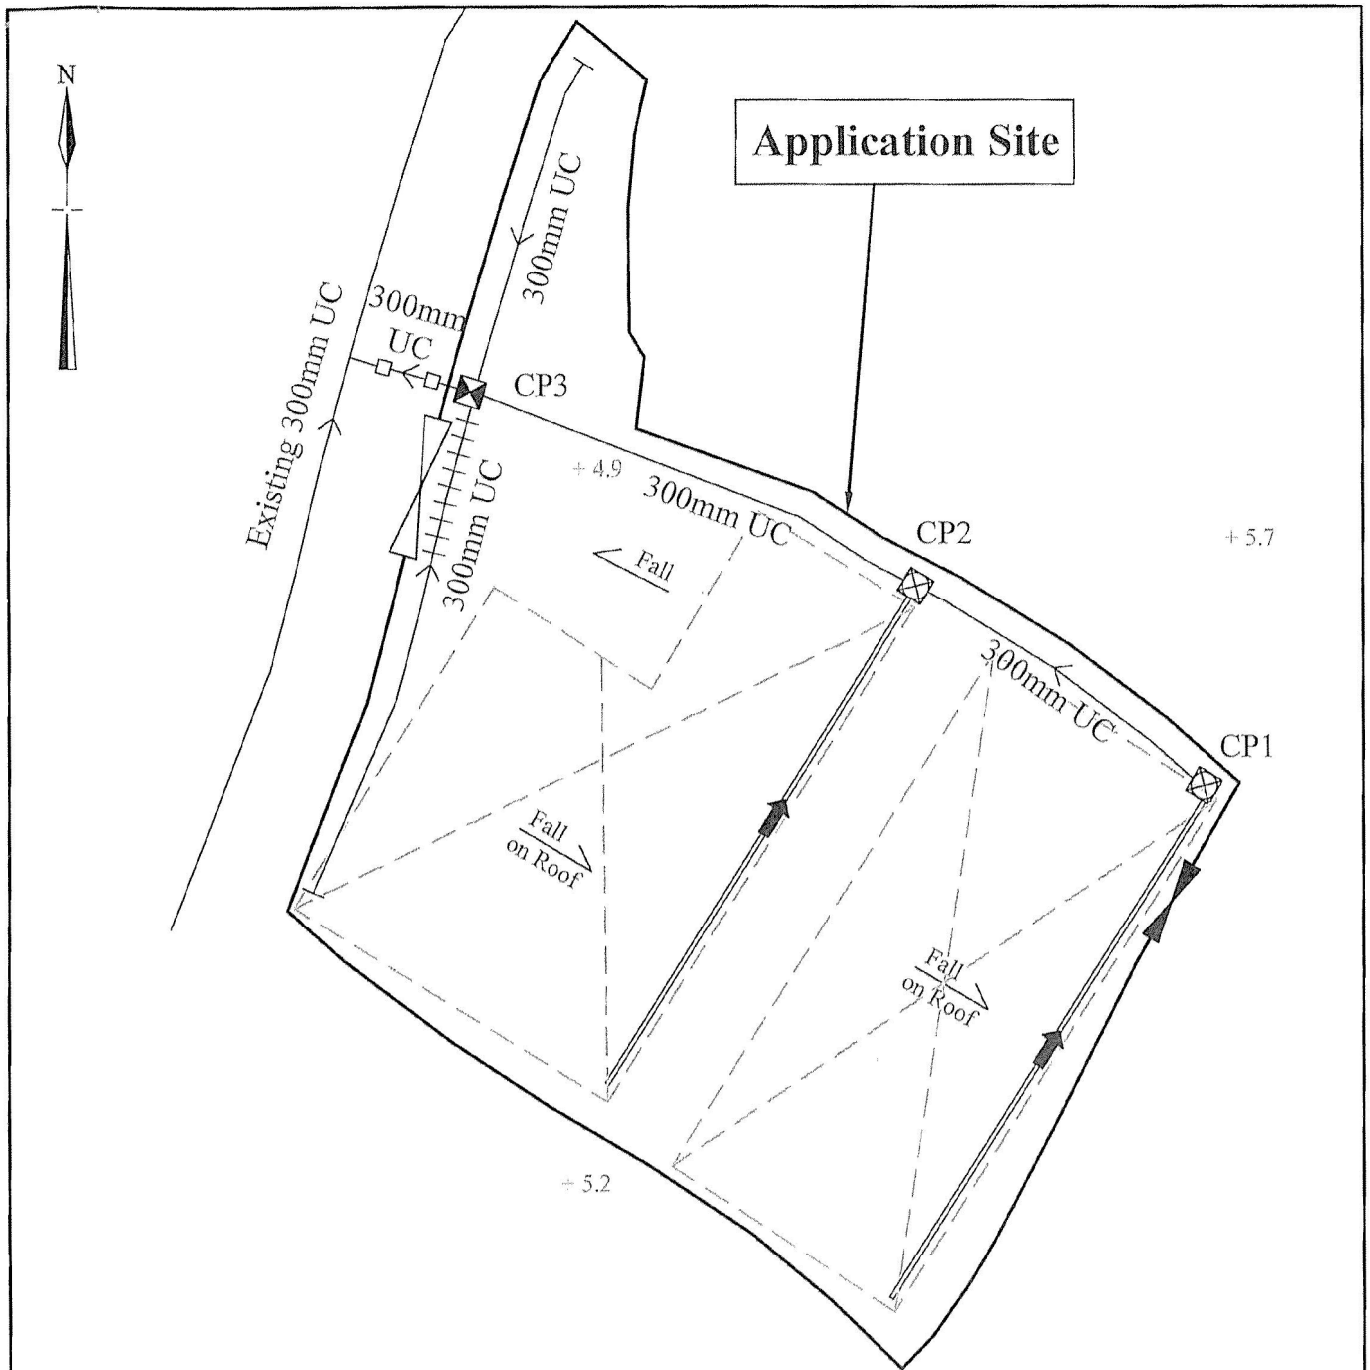 N
Application Site
300mm UC
300mm
UC
Existing 300mm UC
CP3
+ 4.9
300mm UC
300mm UC
Fall
CP2
+ 5.7
300mm UC
CP1
Fall
on Roof
Fall
on Roof
+ 5.2